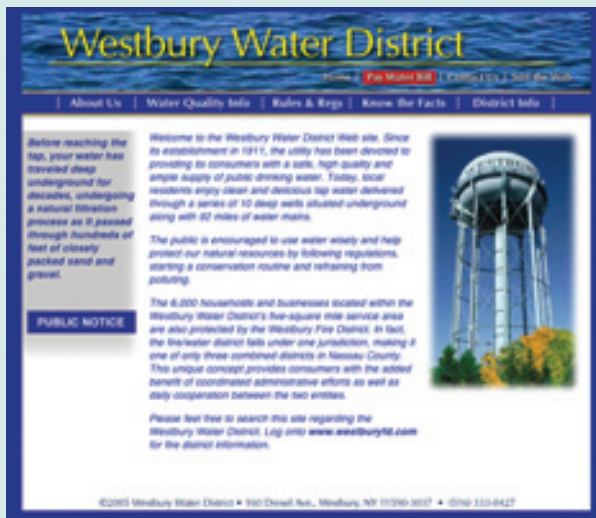 Westbury Water District
Home | Pay Water Bill | Contact Us | Surf the Web
| About Us | Water Quality Info | Rules & Regs | Know the Facts | District Info |
Before reaching the
tap, your water has
traveled deep
underground for
decades, undergoing
a natural filtration
process as it passed
through hundreds of
feet of closely
packed sand and
gravel.
PUBLIC NOTICE
Welcome to the Westbury Water District Web site. Since
its establishment in 1911, the utility has been devoted to
providing its consumers with a safe, high quality and
ample supply of public drinking water. Today, local
residents enjoy clean and delicious tap water delivered
through a series of 10 deep wells situated underground
along with 92 miles of water mains.
The public is encouraged to use water wisely and help
protect our natural resources by following regulations,
starting a conservation routine and refraining from
polluting.
The 6,000 households and businesses located within the
Westbury Water District's five-square mile service area
are also protected by the Westbury Fire District. In fact,
the fire/water district falls under one jurisdiction, making it
one of only three combined districts in Nassau County.
This unique concept provides consumers with the added
benefit of coordinated administrative efforts as well as
daily cooperation between the two entities.
Please feel free to search this site regarding the
Westbury Water District. Log onto www.westburyfd.com
for fire district information.
WESTBURY
©2005 Westbury Water District • 160 Drexel Ave., Westbury, NY 11590-3037 • (516) 333-0427